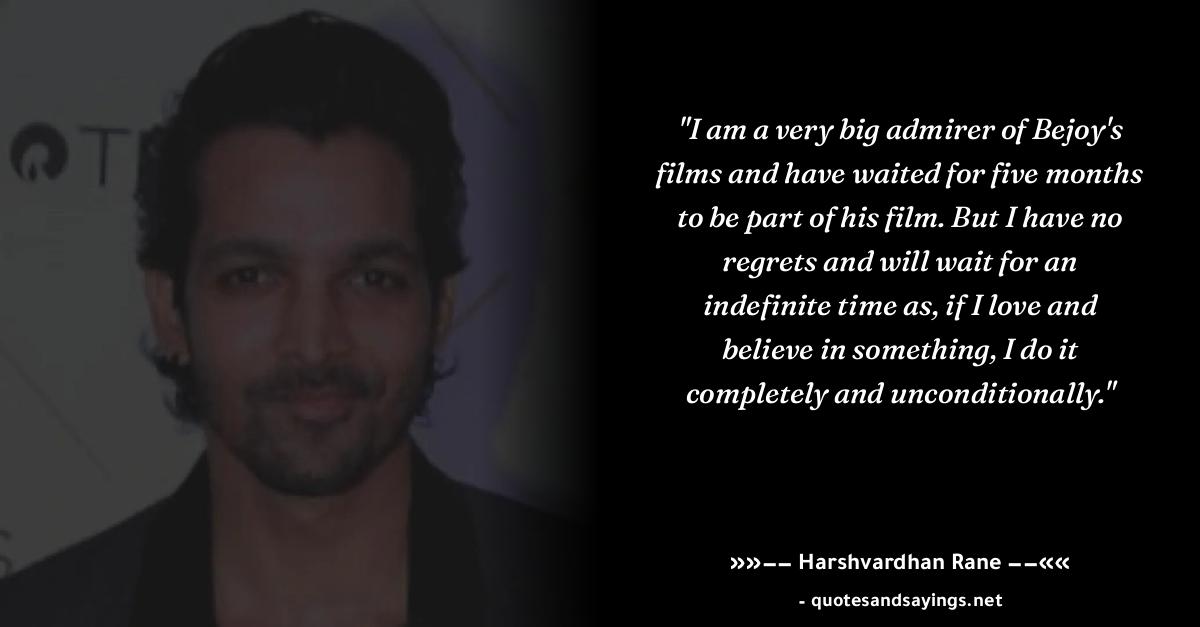 "I am a very big admirer of Bejoy's
films and have waited for five months
to be part of his film. But I have no
regrets and will wait for an
indefinite time as, if I love and
believe in something, I do it
completely and unconditionally."
»»−− Harshvardhan Rane −−««
- quotesandsayings.net